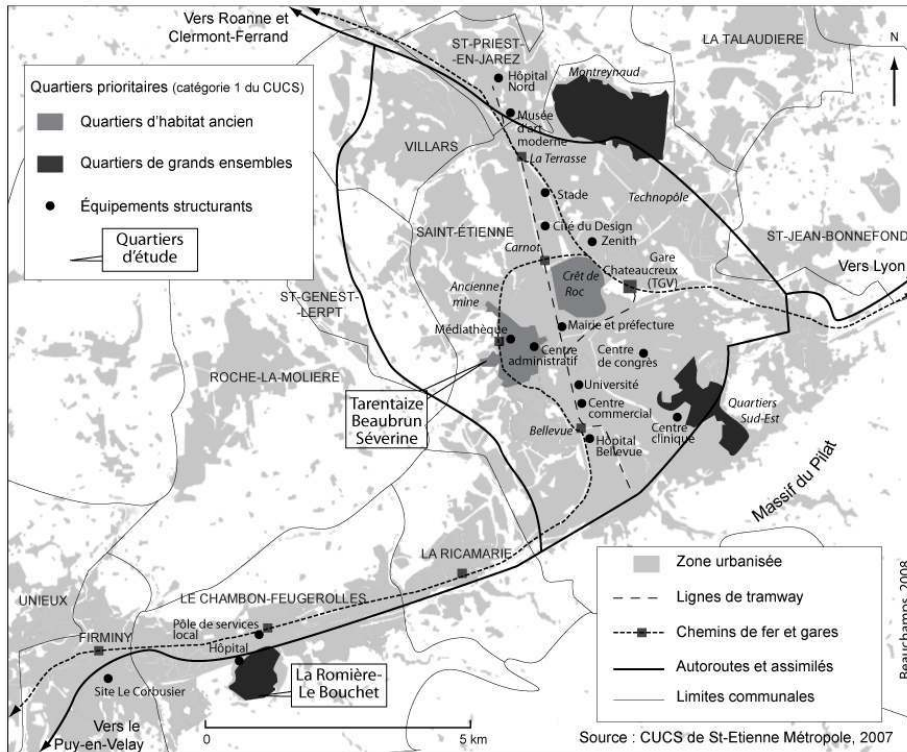 Vers Roanne et
Clermont-Ferrand
ST-PRIEST
-EN-JAREZ
LA TALAUDIERE
N
Quartiers prioritaires (catégorie 1 du CUCS)
Quartiers d'habitat ancien
Quartiers de grands ensembles
Équipements structurants
Quartiers
d'étude
Hôpital
Nord
Montreynaud
Musée
d'art
moderne
VILLARS
La Terrasse
Stade
Technopôle
Cité du Design
SAINT-ÉTIENNE
Zenith
ST-JEAN-BONNEFOND
Carnot
Gare
Chateaucreux
(TGV)
Vers Lyon
Crêt de
Roc
Ancienne
mine
ST-GENEST
-LERPT
Médiathèque
Mairie et préfecture
Centre
administratif
Centre
de congrès
ROCHE-LA-MOLIERE
Tarentaize
Beaubrun
Séverine
Université
Centre
commercial
Quartiers
Sud-Est
Bellevue
Centre
clinique
Hôpital
Bellevue
Massif du Pilat
LA RICAMARIE
UNIEUX
LE CHAMBON-FEUGEROLLES
Pôle de services
local
FIRMINY
Hôpital
La Romière-
Le Bouchet
Site Le Corbusier
Vers le
Puy-en-Velay
0
5 km
Zone urbanisée
Lignes de tramway
Chemins de fer et gares
Autoroutes et assimilés
Limites communales
Beauchamps, 2008
Source : CUCS de St-Etienne Métropole, 2007